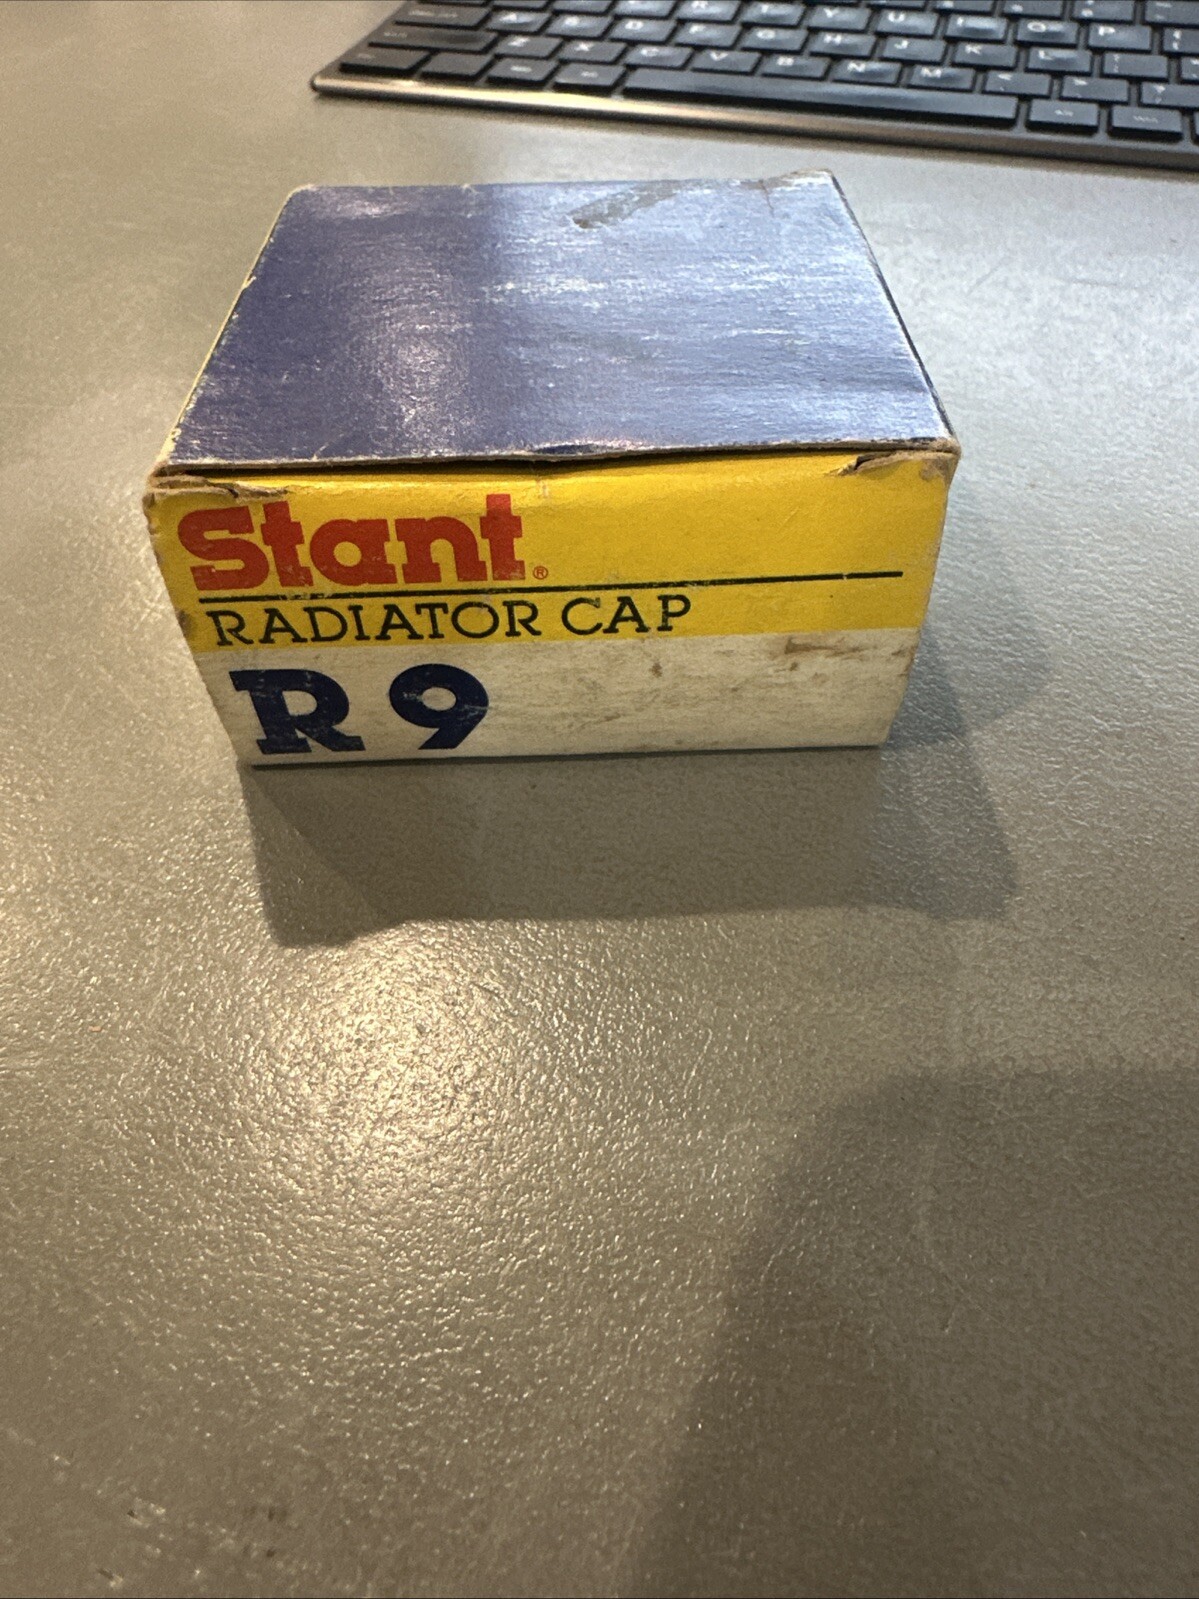 R T Y U I O P
A S D F G H J K L
Z X C V B N M
Stant®
RADIATOR CAP
R9